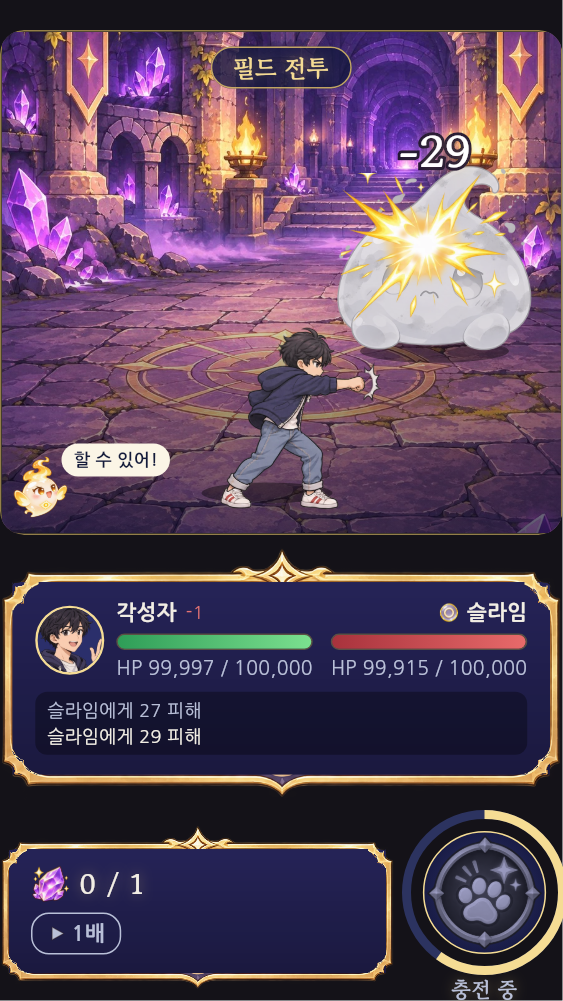 필드 전투
-29
할 수 있어!
각성자 -1
슬라임
HP 99,997 / 100,000
HP 99,915 / 100,000
슬라임에게 27 피해
슬라임에게 29 피해
0 / 1
▶ 1배
충전 중